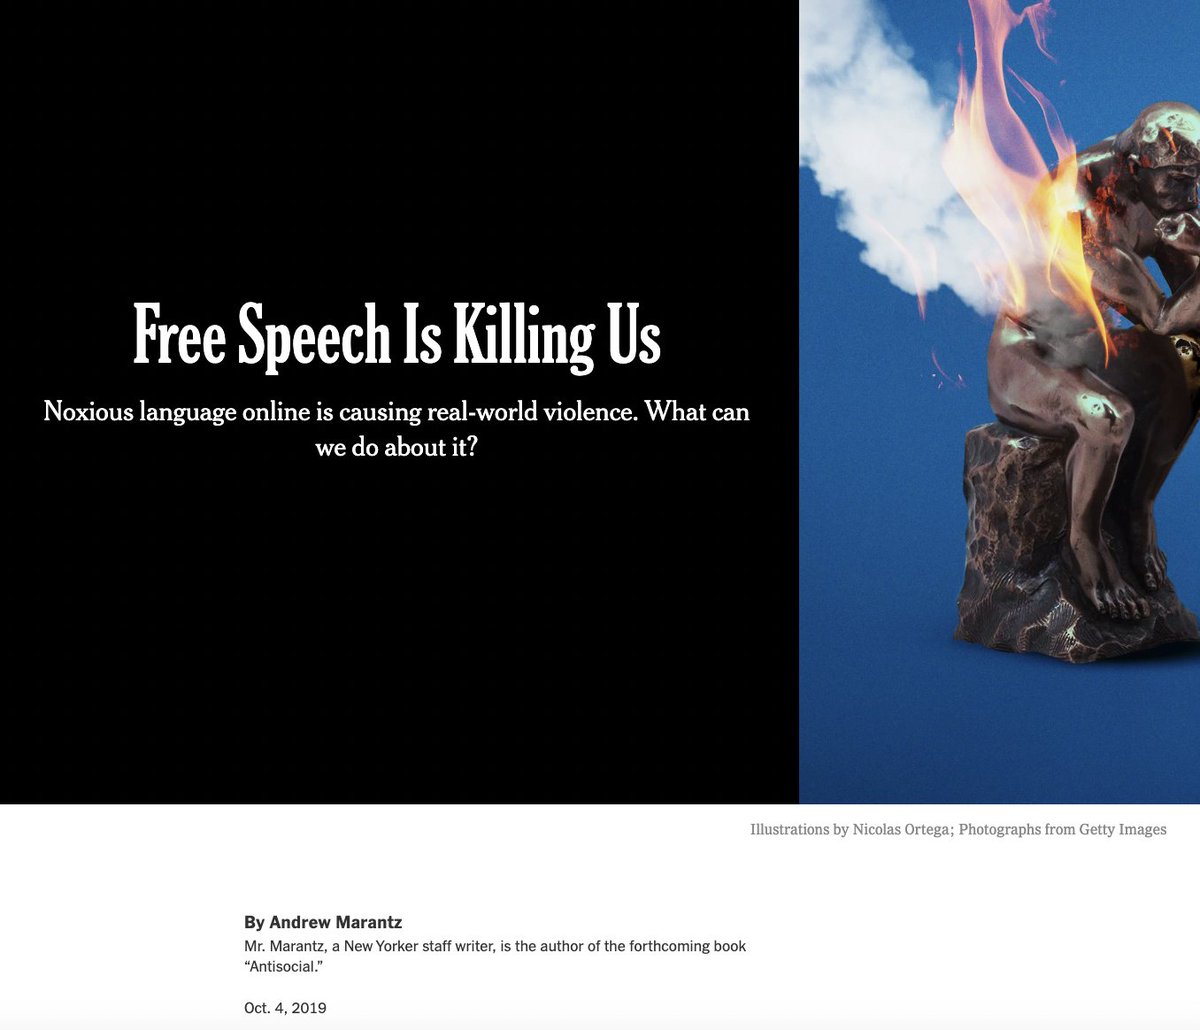 Free Speech Is Killing Us
Noxious language online is causing real-world violence. What can
we do about it?
Illustrations by Nicolas Ortega; Photographs from Getty Images
By Andrew Marantz
Mr. Marantz, a New Yorker staff writer, is the author of the forthcoming book
“Antisocial.”
Oct. 4, 2019